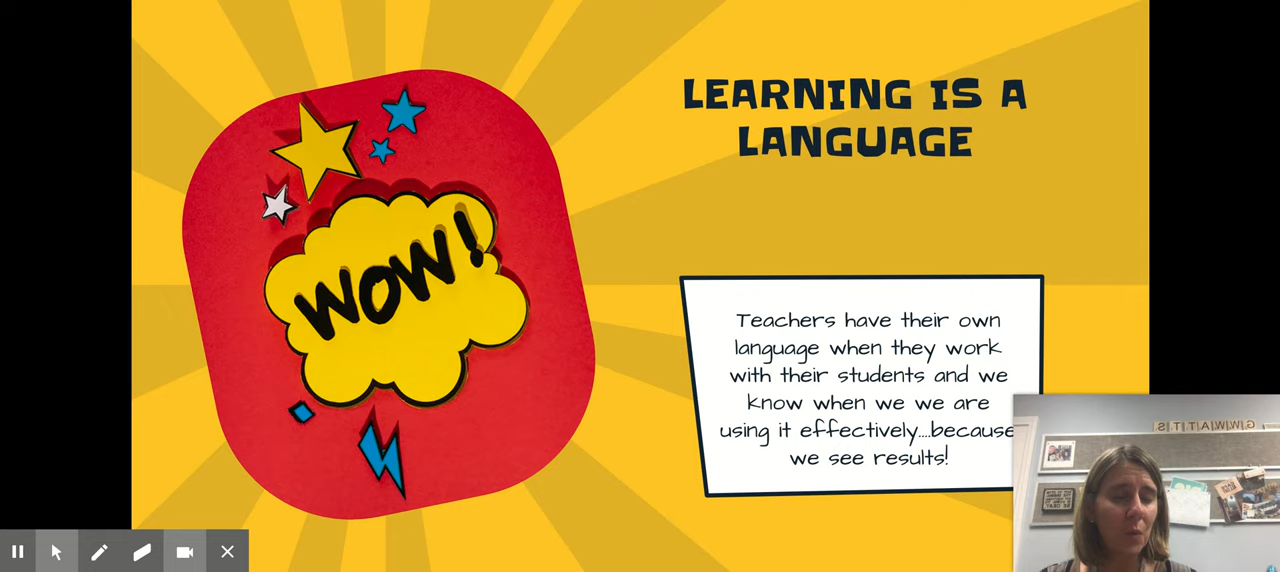 LEARNING IS A
LANGUAGE
WOW!
Teachers have their own
language when they work
with their students and we
know when we we are
using it effectively....because
we see results!
GWWATTS